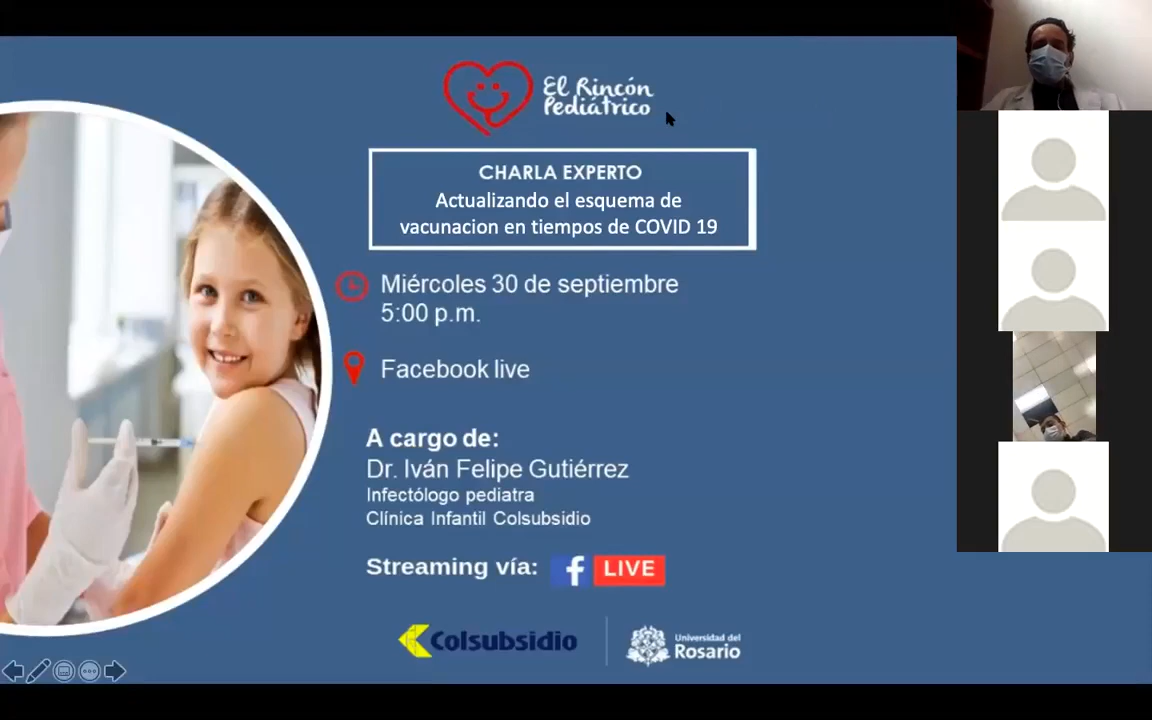 El Rincón
Pediátrico
CHARLA EXPERTO
Actualizando el esquema de
vacunacion en tiempos de COVID 19
Miércoles 30 de septiembre
5:00 p.m.
Facebook live
A cargo de:
Dr. Iván Felipe Gutiérrez
Infectólogo pediatra
Clínica Infantil Colsubsidio
Streaming vía: f LIVE
Colsubsidio
Universidad del
Rosario